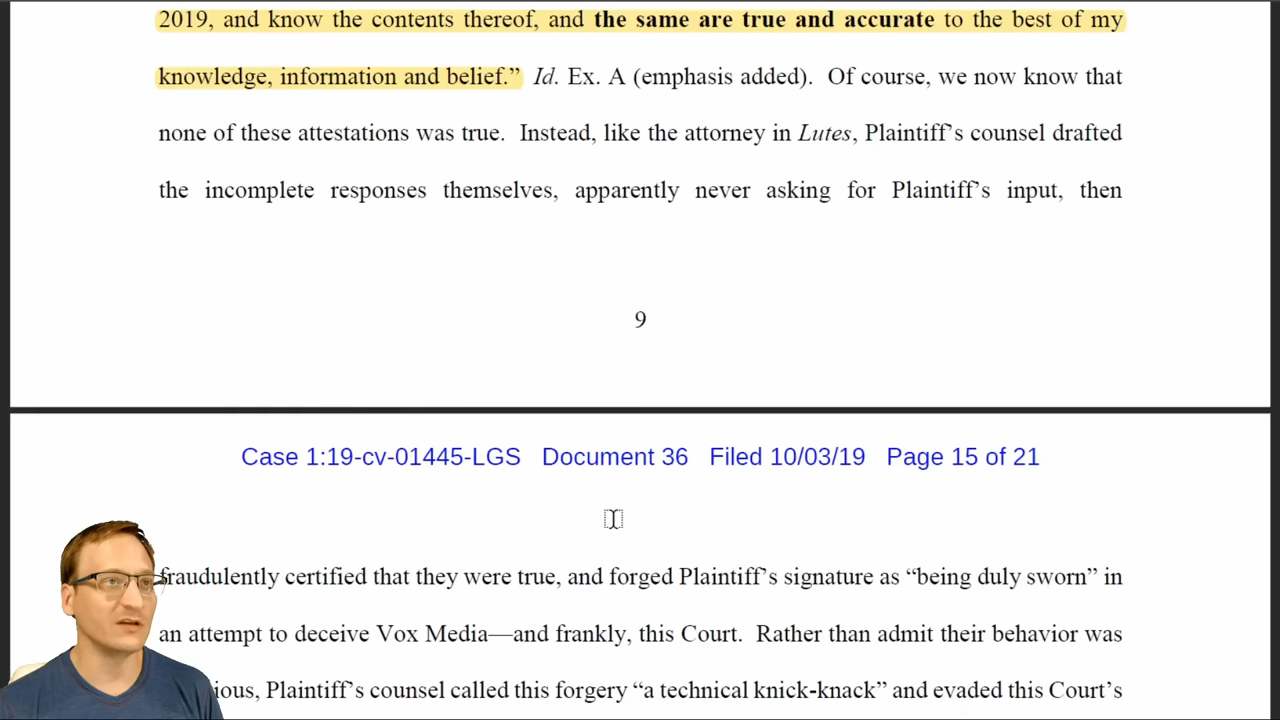 2019, and know the contents thereof, and the same are true and accurate to the best of my
knowledge, information and belief.” Id. Ex. A (emphasis added). Of course, we now know that
none of these attestations was true. Instead, like the attorney in Lutes, Plaintiff’s counsel drafted
the incomplete responses themselves, apparently never asking for Plaintiff’s input, then
9
Case 1:19-cv-01445-LGS Document 36 Filed 10/03/19 Page 15 of 21
fraudulently certified that they were true, and forged Plaintiff’s signature as “being duly sworn” in
an attempt to deceive Vox Media—and frankly, this Court. Rather than admit their behavior was
ious, Plaintiff’s counsel called this forgery “a technical knick-knack” and evaded this Court’s